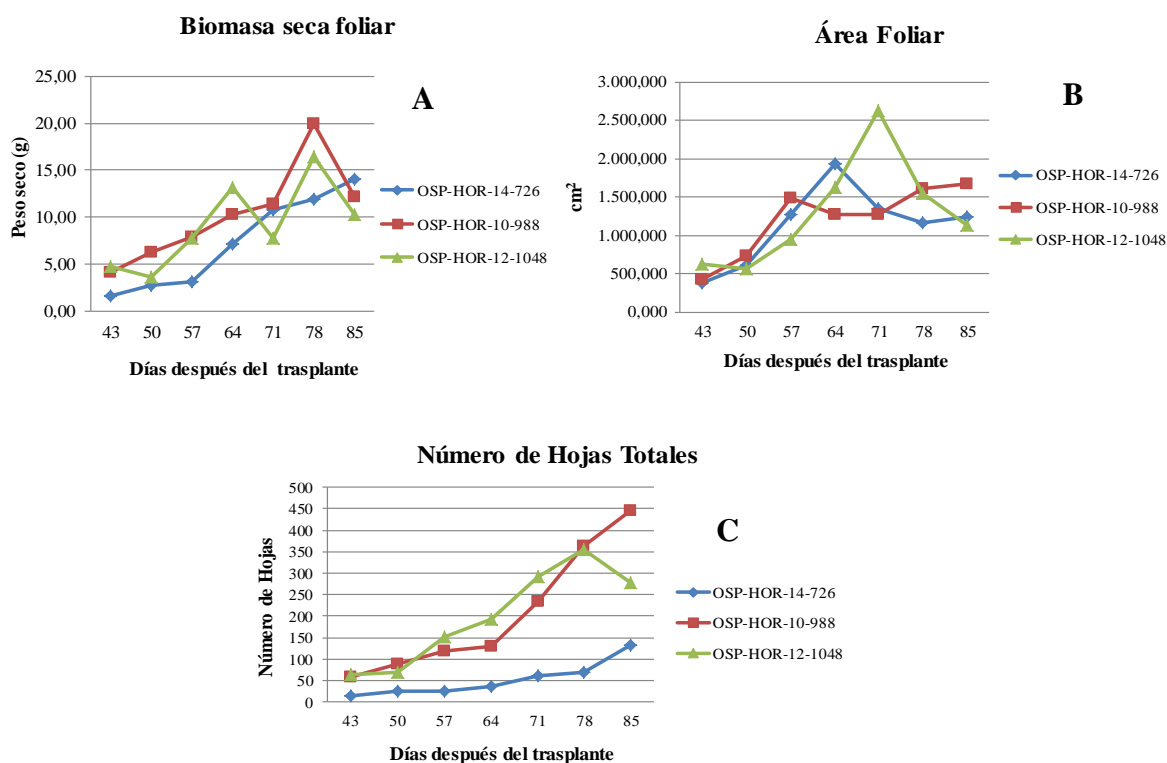 Biomasa seca foliar
A
25,00
20,00
15,00
10,00
5,00
0,00
Peso seco (g)
43 50 57 64 71 78 85
Días después del trasplante
OSP-HOR-14-726
OSP-HOR-10-988
OSP-HOR-12-1048
Área Foliar
B
3.000,000
2.500,000
2.000,000
1.500,000
1.000,000
500,000
0,000
cm²
43 50 57 64 71 78 85
Días después del trasplante
OSP-HOR-14-726
OSP-HOR-10-988
OSP-HOR-12-1048
Número de Hojas Totales
C
500
450
400
350
300
250
200
150
100
50
0
Número de Hojas
43 50 57 64 71 78 85
Días después del trasplante
OSP-HOR-14-726
OSP-HOR-10-988
OSP-HOR-12-1048